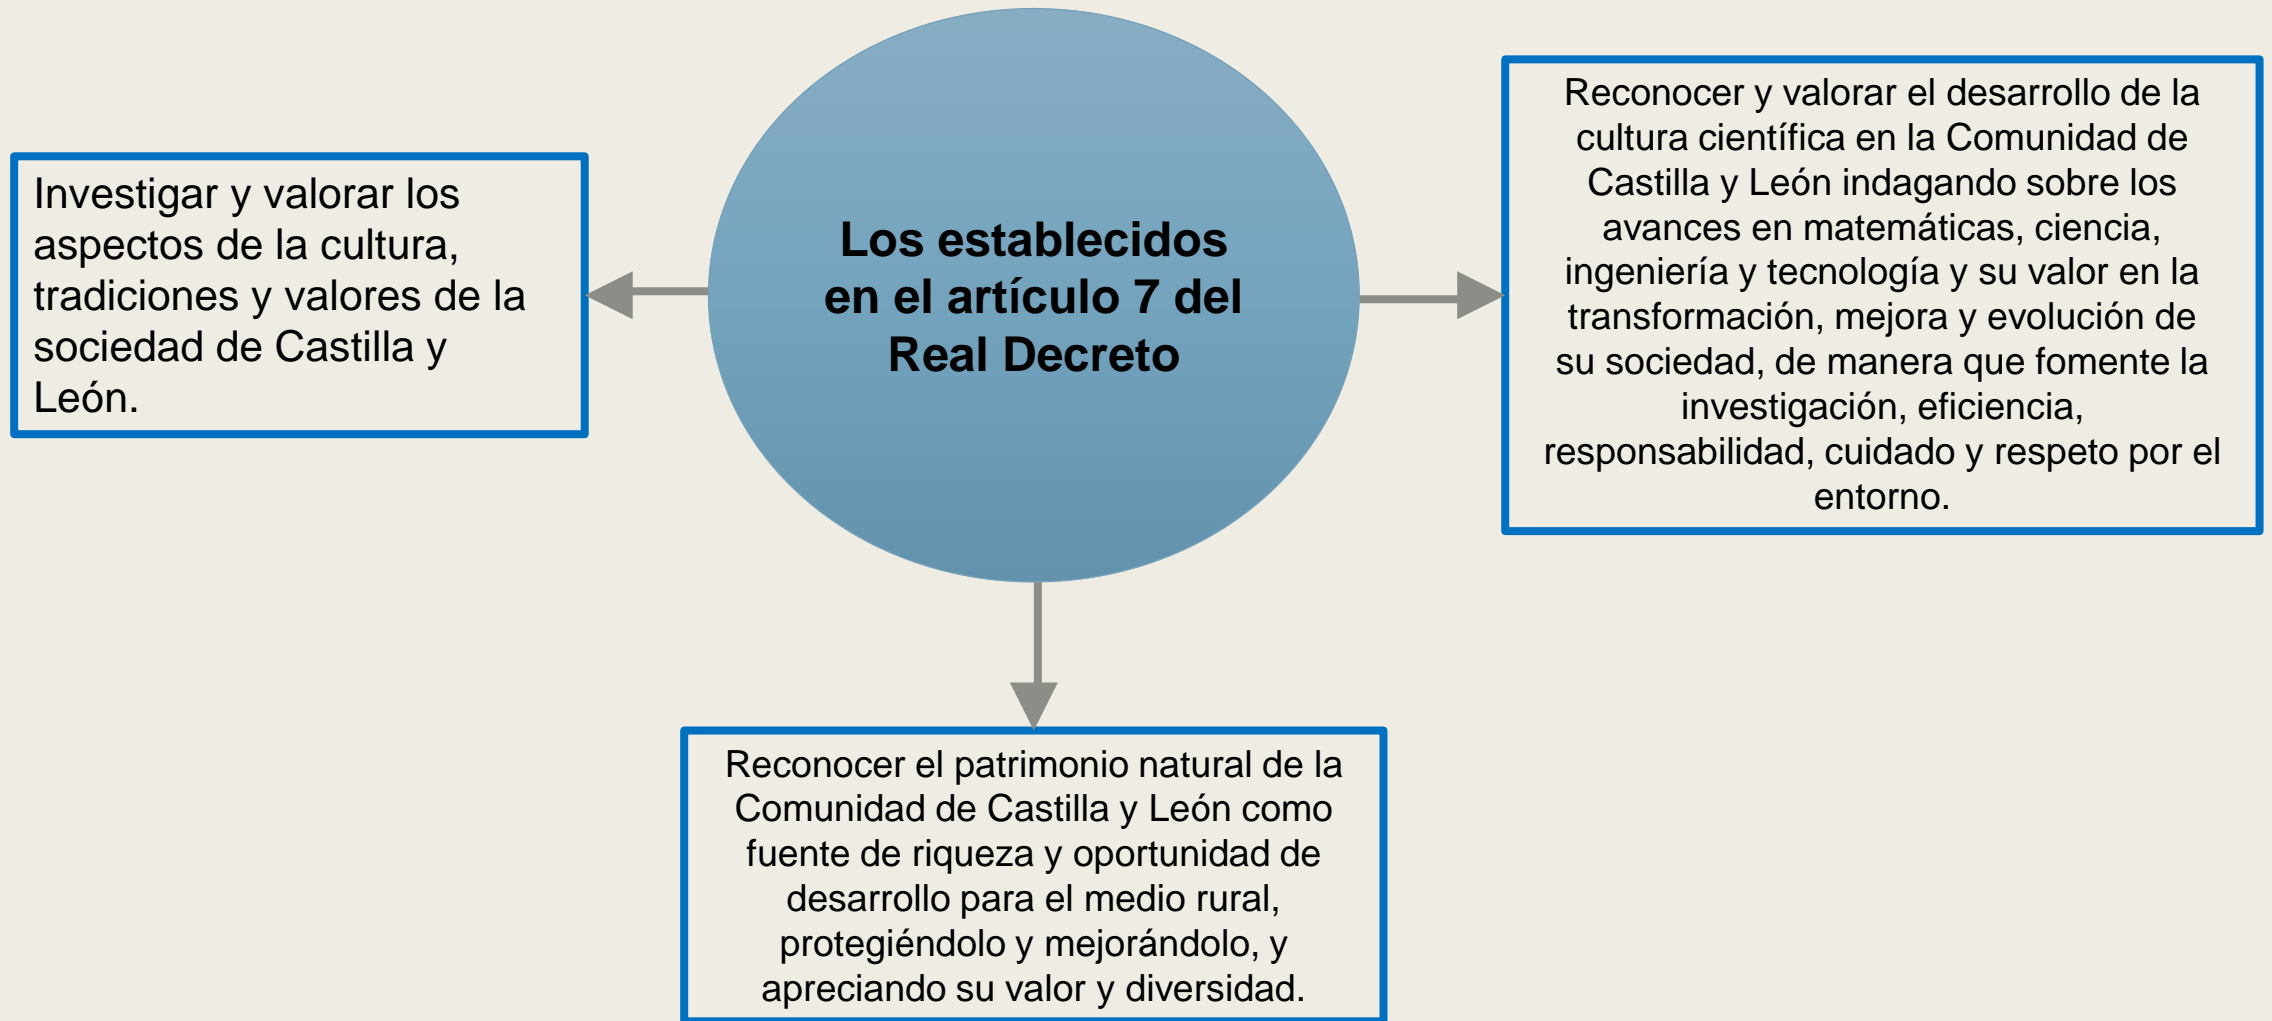 Investigar y valorar los
aspectos de la cultura,
tradiciones y valores de la
sociedad de Castilla y
León.
Los establecidos
en el artículo 7 del
Real Decreto
Reconocer y valorar el desarrollo de la
cultura científica en la Comunidad de
Castilla y León indagando sobre los
avances en matemáticas, ciencia,
ingeniería y tecnología y su valor en la
transformación, mejora y evolución de
su sociedad, de manera que fomente la
investigación, eficiencia,
responsabilidad, cuidado y respeto por el
entorno.
Reconocer el patrimonio natural de la
Comunidad de Castilla y León como
fuente de riqueza y oportunidad de
desarrollo para el medio rural,
protegiéndolo y mejorándolo, y
apreciando su valor y diversidad.